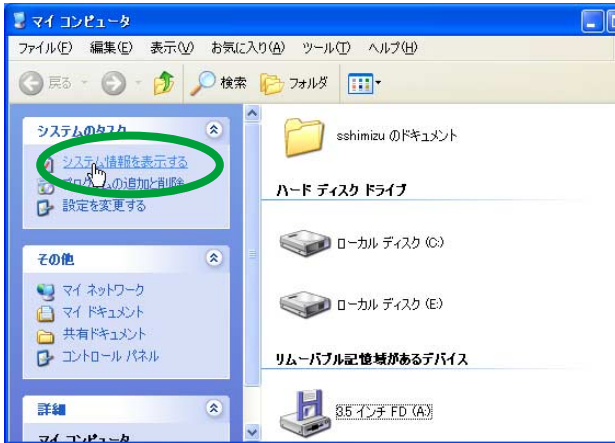 マイ コンピュータ
ファイル(F) 編集(E) 表示(V) お気に入り(A) ツール(T) ヘルプ(H)
戻る 検索 フォルダ
システムのタスク
システム情報を表示する
プログラムの追加と削除
設定を変更する
その他
マイ ネットワーク
マイ ドキュメント
共有ドキュメント
コントロール パネル
詳細
マイ コンピュータ
sshimizu のドキュメント
ハード ディスク ドライブ
ローカル ディスク (C:)
ローカル ディスク (E:)
リムーバブル記憶域があるデバイス
3.5 インチ FD (A:)